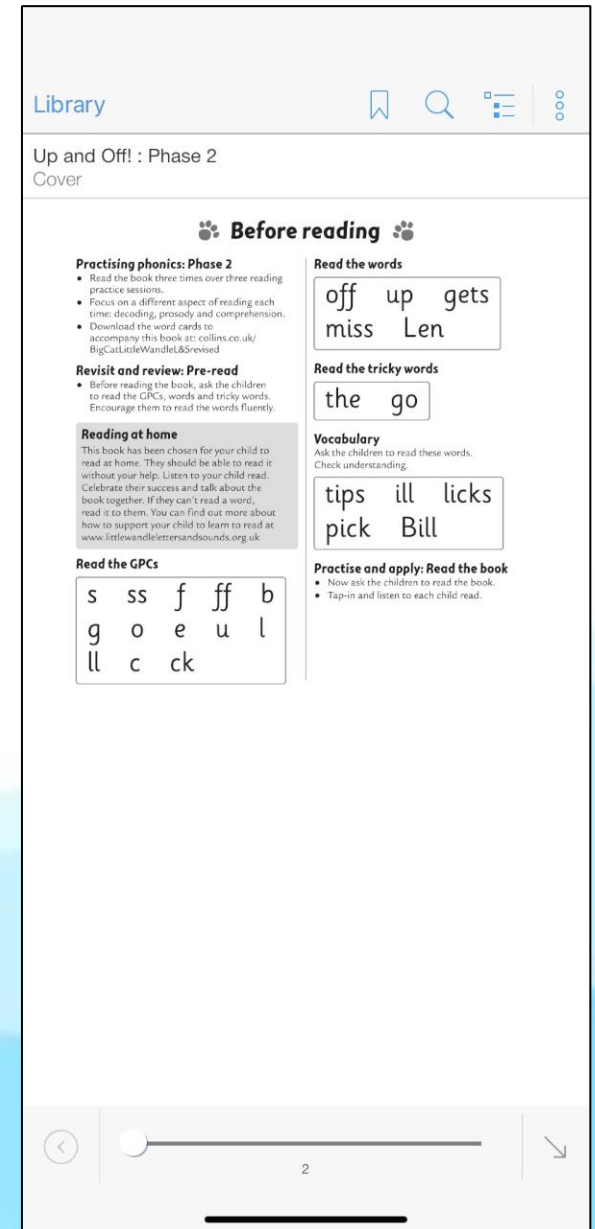 Library
Up and Off! : Phase 2
Cover
Before reading
Practising phonics: Phase 2
• Read the book three times over three reading
practice sessions.
• Focus on a different aspect of reading each
time: decoding, prosody and comprehension.
• Download the word cards to
accompany this book at: collins.co.uk/
BigCatLittleWandleL&Srevised
Revisit and review: Pre-read
• Before reading the book, ask the children
to read the GPCs, words and tricky words.
Encourage them to read the words fluently.
Reading at home
This book has been chosen for your child to
read at home. They should be able to read it
without your help. Listen to your child read.
Celebrate their success and talk about the
book together. If they can't read a word,
read it to them. You can find out more about
how to support your child to learn to read at
www.littlewandlelettersandsounds.org.uk
Read the GPCs
s ss f ff b
g o e u l
ll c ck
Read the words
off up gets
miss Len
Read the tricky words
the go
Vocabulary
Ask the children to read these words.
Check understanding.
tips ill licks
pick Bill
Practise and apply: Read the book
• Now ask the children to read the book.
• Tap-in and listen to each child read.
2